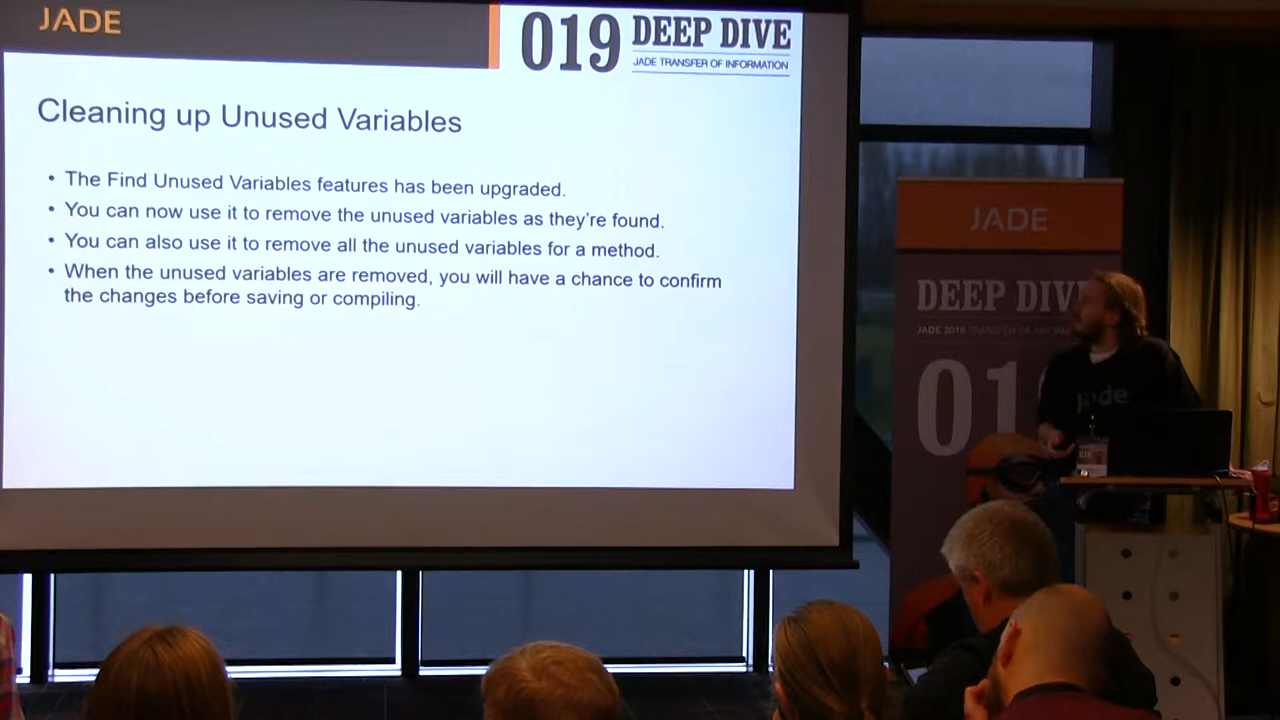 JADE
019 DEEP DIVE
JADE TRANSFER OF INFORMATION
Cleaning up Unused Variables
• The Find Unused Variables features has been upgraded.
• You can now use it to remove the unused variables as they're found.
• You can also use it to remove all the unused variables for a method.
• When the unused variables are removed, you will have a chance to confirm
the changes before saving or compiling.
JADE
DEEP DIV
JADE
01